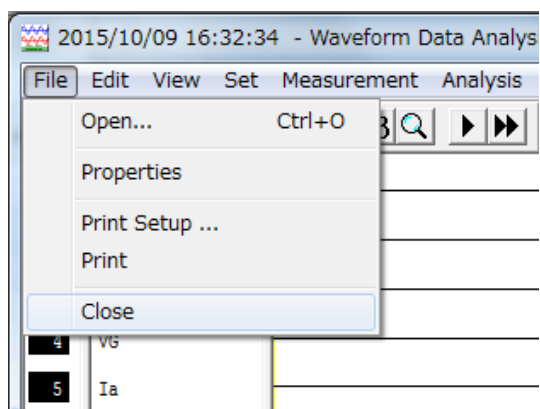 2015/10/09 16:32:34 - Waveform Data Analys
File Edit View Set Measurement Analysis
Open... Ctrl+O
Properties
Print Setup ...
Print
Close
4 VG
5 Ia